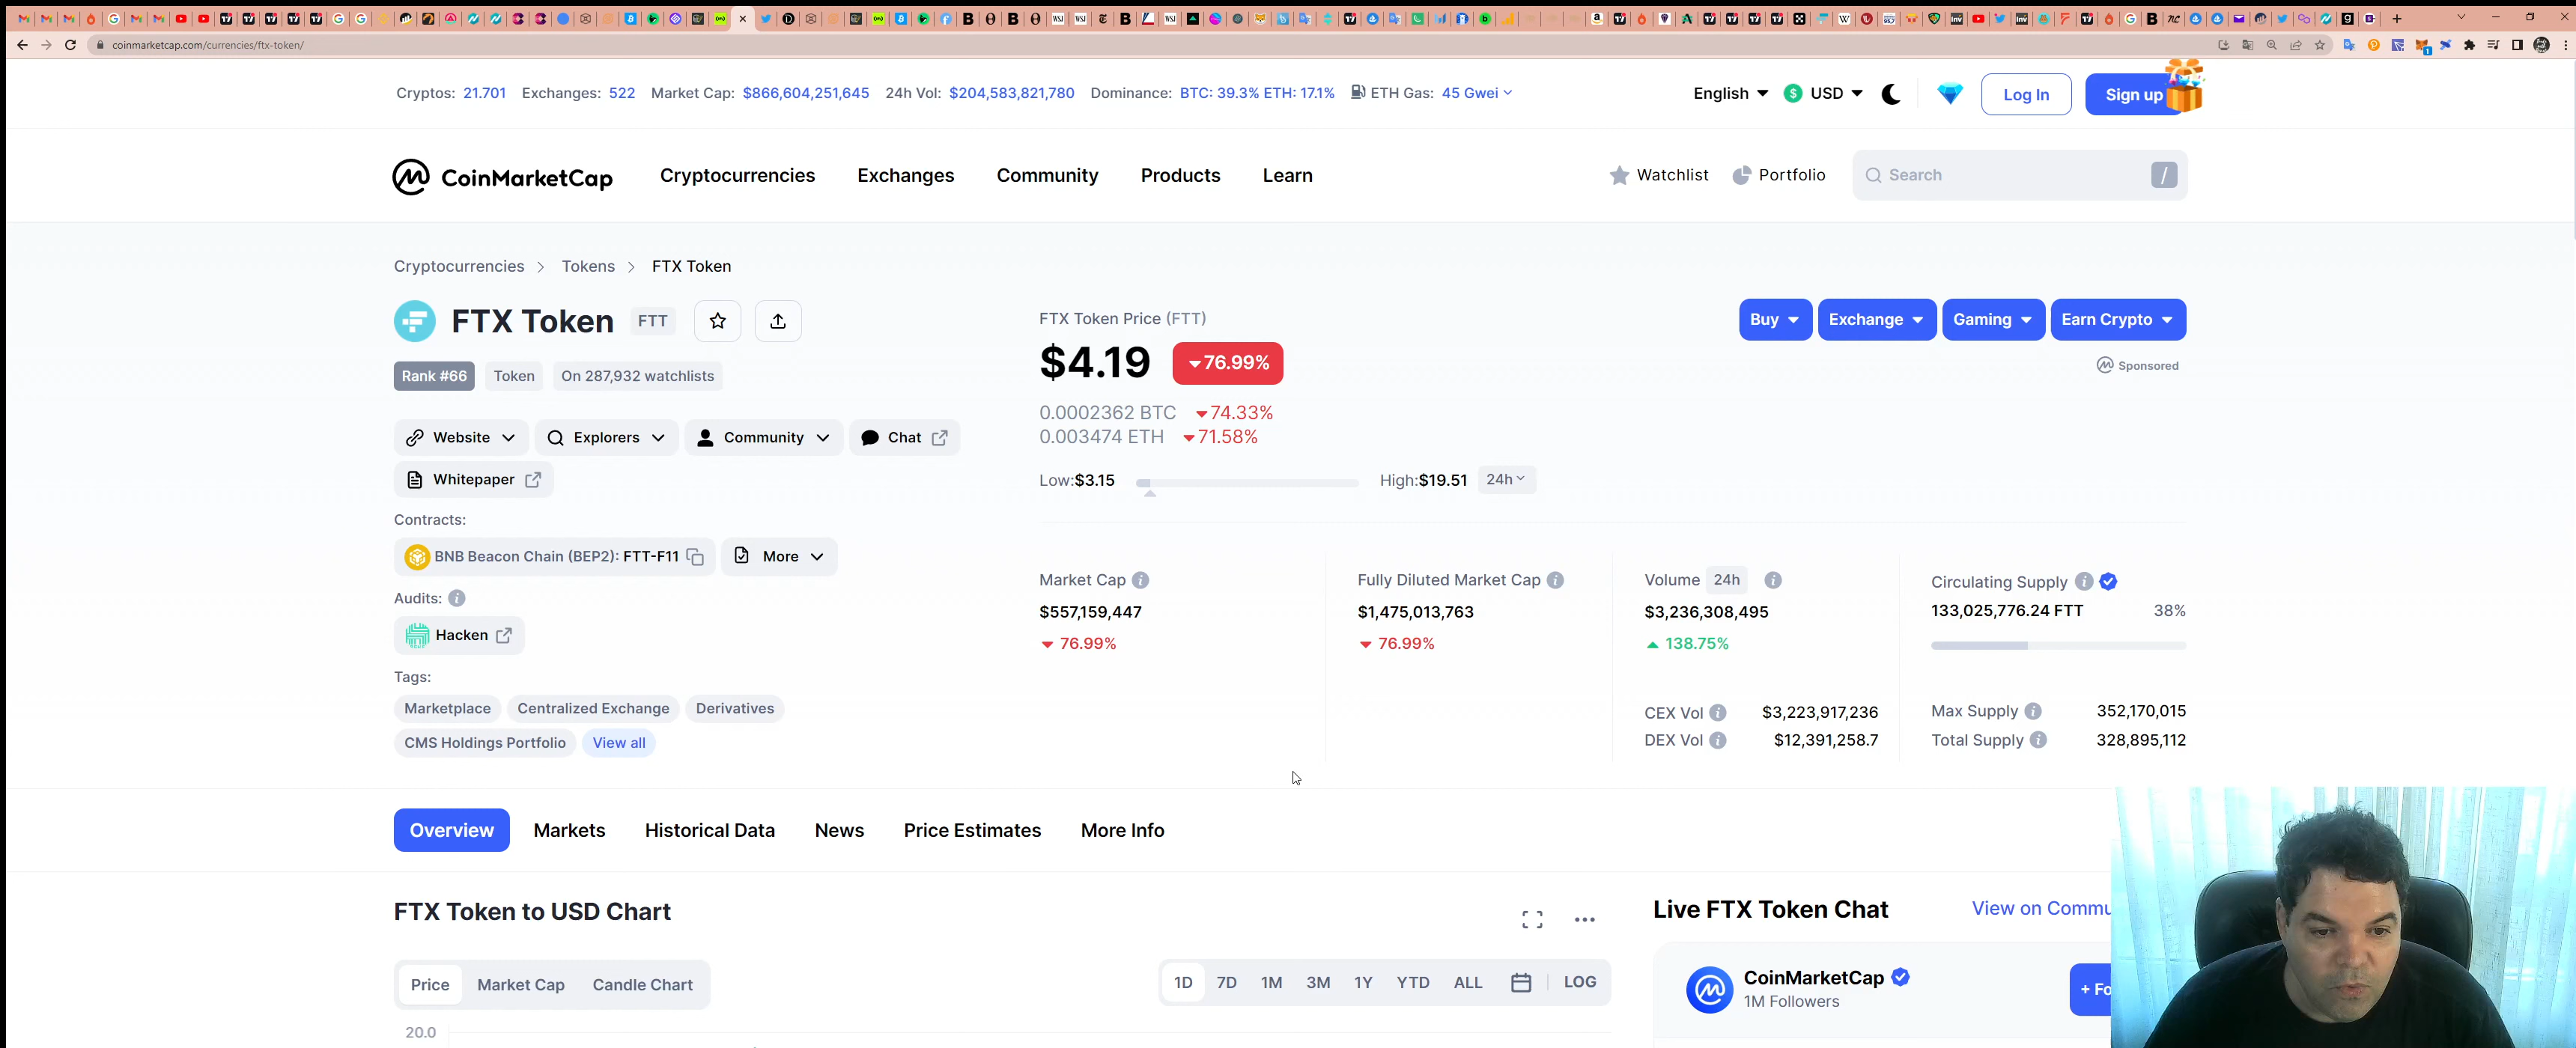 coinmarketcap.com/currencies/ftx-token/
Cryptos: 21.701 Exchanges: 522 Market Cap: $866,604,251,645 24h Vol: $204,583,821,780 Dominance: BTC: 39.3% ETH: 17.1% ETH Gas: 45 Gwei English USD Log In Sign up
CoinMarketCap Cryptocurrencies Exchanges Community Products Learn Watchlist Portfolio Search /
Cryptocurrencies > Tokens > FTX Token
FTX Token FTT
Rank #66 Token On 287,932 watchlists
Website Explorers Community Chat
Whitepaper
Contracts:
BNB Beacon Chain (BEP2): FTT-F11 More
Audits:
Hacken
Tags:
Marketplace Centralized Exchange Derivatives
CMS Holdings Portfolio View all
FTX Token Price (FTT)
$4.19 76.99%
0.0002362 BTC 74.33%
0.003474 ETH 71.58%
Low:$3.15 High:$19.51 24h
Buy Exchange Gaming Earn Crypto
Sponsored
Market Cap
$557,159,447
76.99%
Fully Diluted Market Cap
$1,475,013,763
76.99%
Volume 24h
$3,236,308,495
138.75%
CEX Vol $3,223,917,236
DEX Vol $12,391,258.7
Circulating Supply
133,025,776.24 FTT 38%
Max Supply 352,170,015
Total Supply 328,895,112
Overview Markets Historical Data News Price Estimates More Info
FTX Token to USD Chart
Price Market Cap Candle Chart 1D 7D 1M 3M 1Y YTD ALL LOG
20.0
Live FTX Token Chat View on Commu
CoinMarketCap
1M Followers
+ Fo